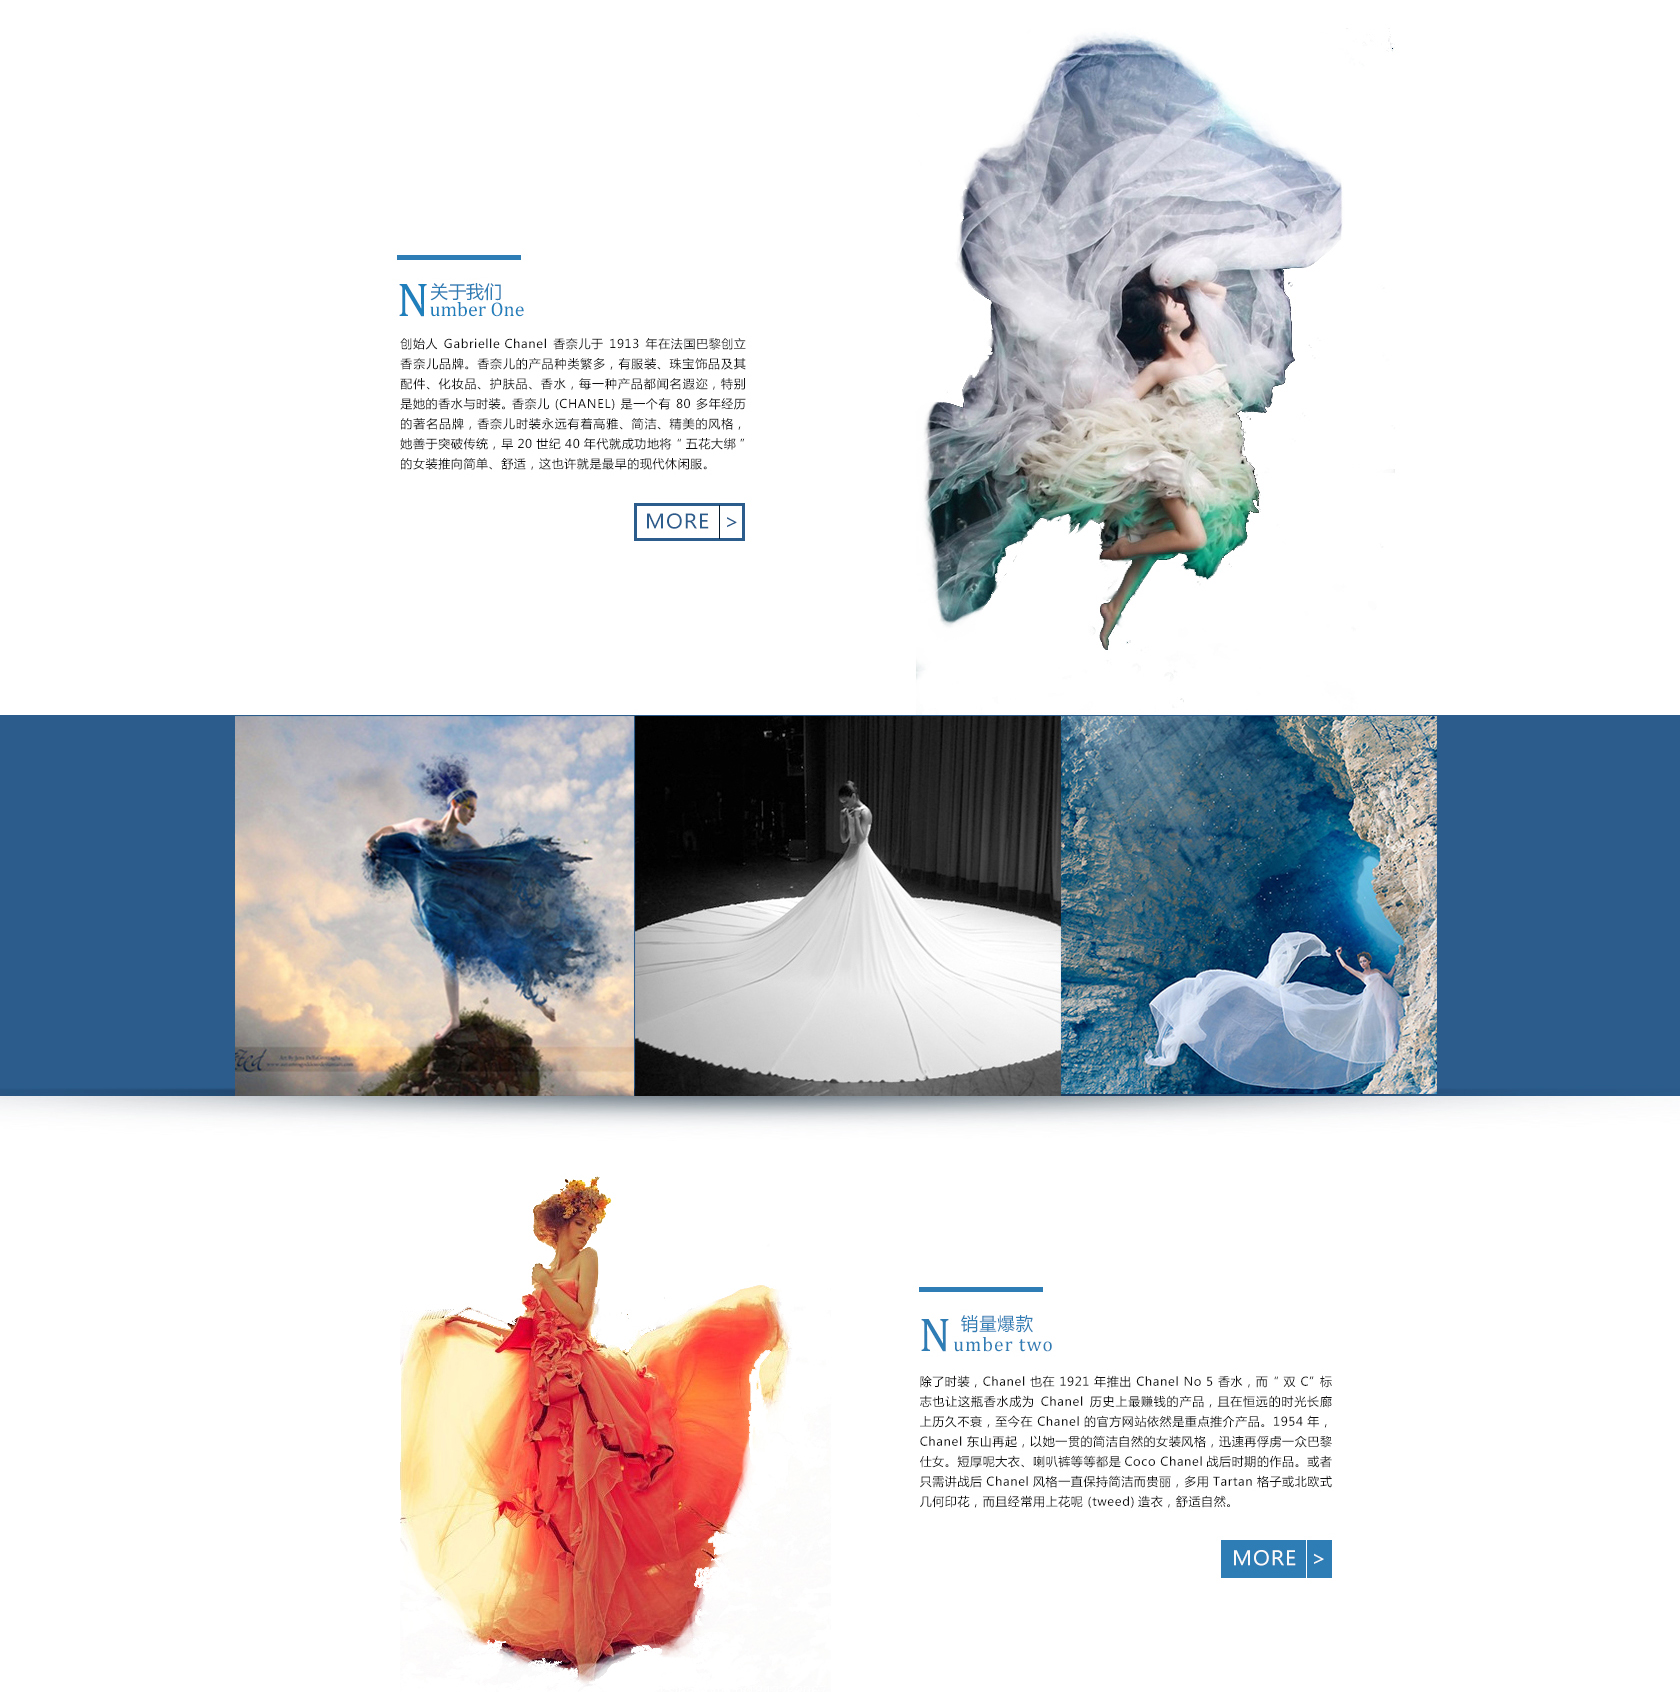 关于我们
Number One
创始人 Gabrielle Chanel 香奈儿于 1913 年在法国巴黎创立
香奈儿品牌。香奈儿的产品种类繁多，有服装、珠宝饰品及其
配件、化妆品、护肤品、香水，每一种产品都闻名遐迩，特别
是她的香水与时装。香奈儿 (CHANEL) 是一个有 80 多年经历
的著名品牌，香奈儿时装永远有着高雅、简洁、精美的风格，
她善于突破传统，早 20 世纪 40 年代就成功地将“五花大绑”
的女装推向简单、舒适，这也许就是最早的现代休闲服。
MORE >
销量爆款
Number two
除了时装，Chanel 也在 1921 年推出 Chanel No 5 香水，而“双 C”标
志也让这瓶香水成为 Chanel 历史上最赚钱的产品，且在恒远的时光长廊
上历久不衰，至今在 Chanel 的官方网站依然是重点推介产品。1954 年，
Chanel 东山再起，以她一贯的简洁自然的女装风格，迅速再俘虏一众巴黎
仕女。短厚呢大衣、喇叭裤等等都是 Coco Chanel 战后时期的作品。或者
只需讲战后 Chanel 风格一直保持简洁而贵丽，多用 Tartan 格子或北欧式
几何印花，而且经常用上花呢 (tweed) 造衣，舒适自然。
MORE >